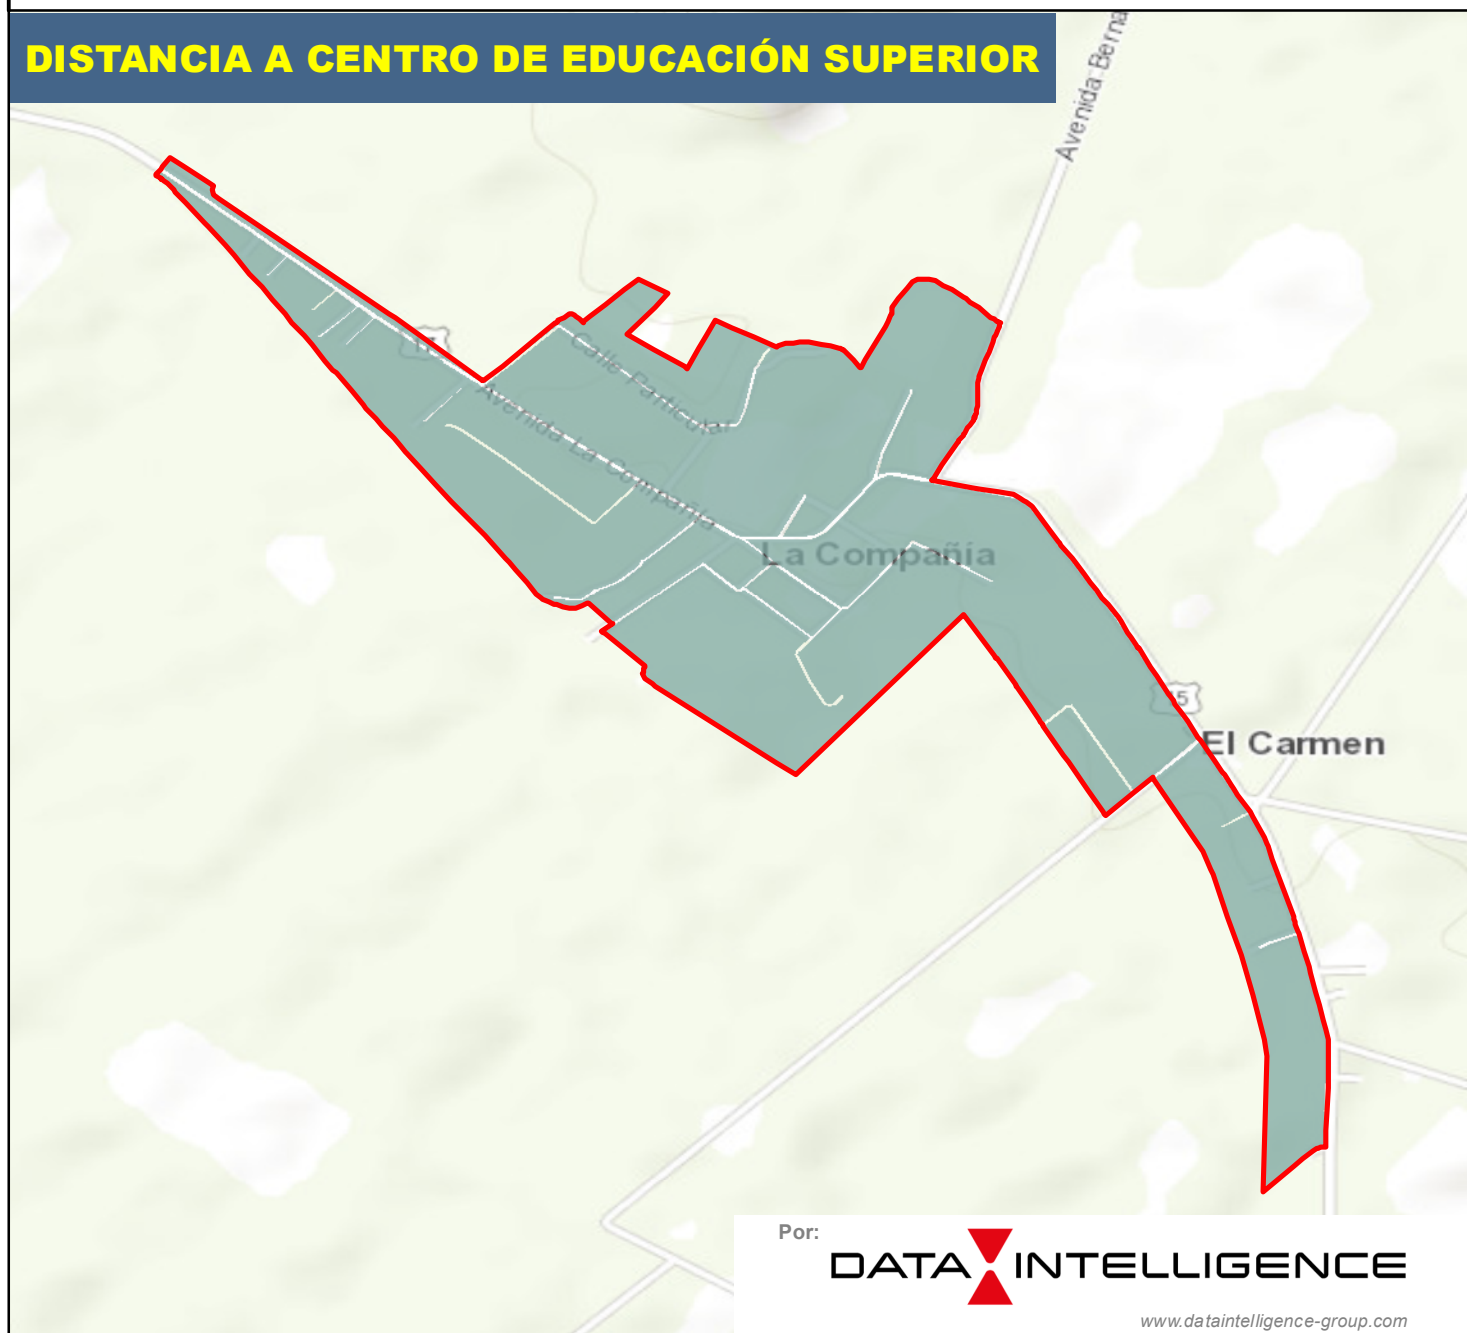 DISTANCIA A CENTRO DE EDUCACIÓN SUPERIOR
Avenida Berna
Calle Particular
Avenida La Compañía
La Compañía
El Carmen
Por:
DATA INTELLIGENCE
www.dataintelligence-group.com